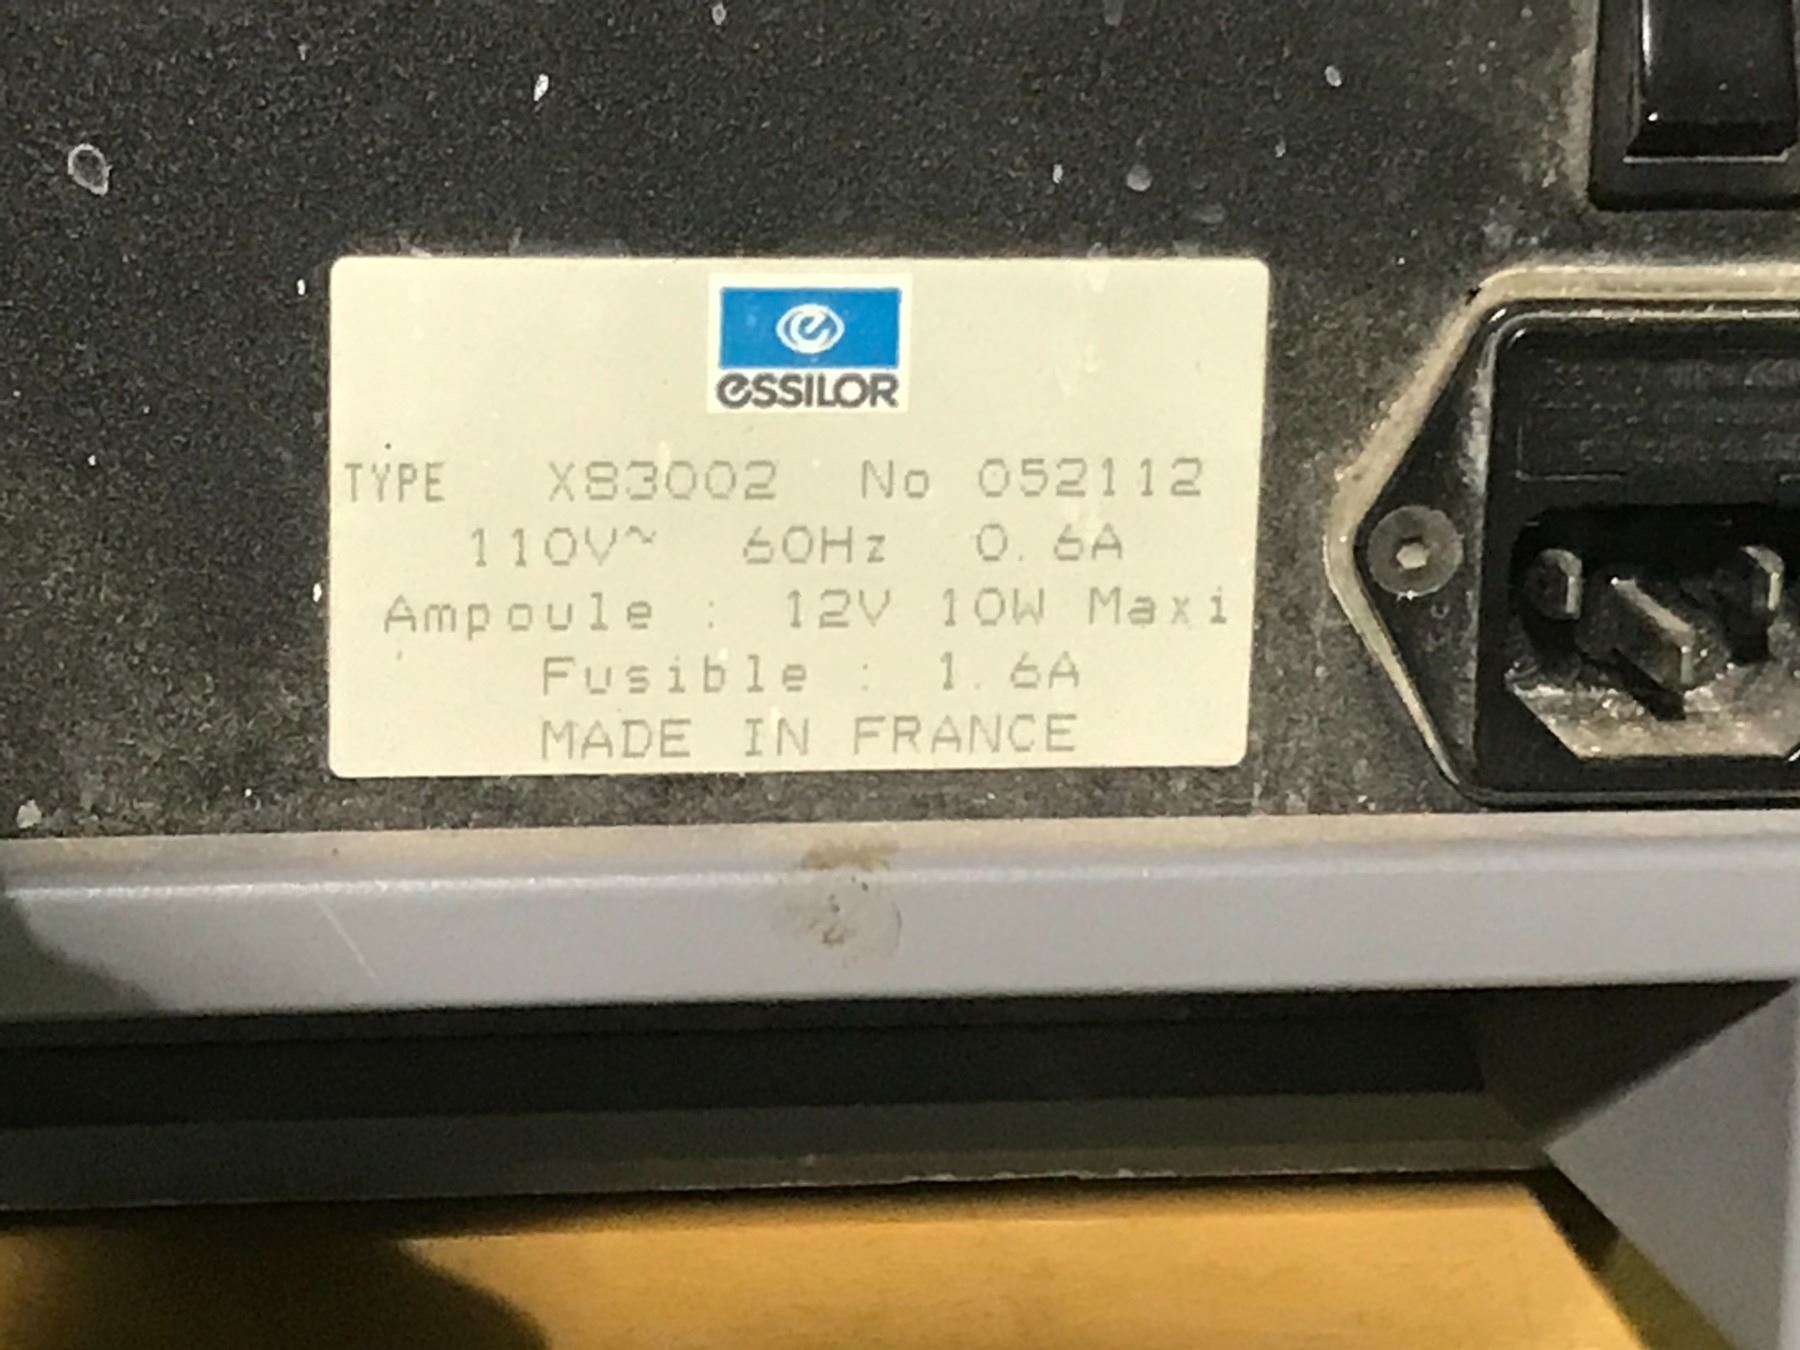 essilor
TYPE X83002 No 052112
110V~ 60Hz 0.6A
Ampoule : 12V 10W Maxi
Fusible : 1.6A
MADE IN FRANCE